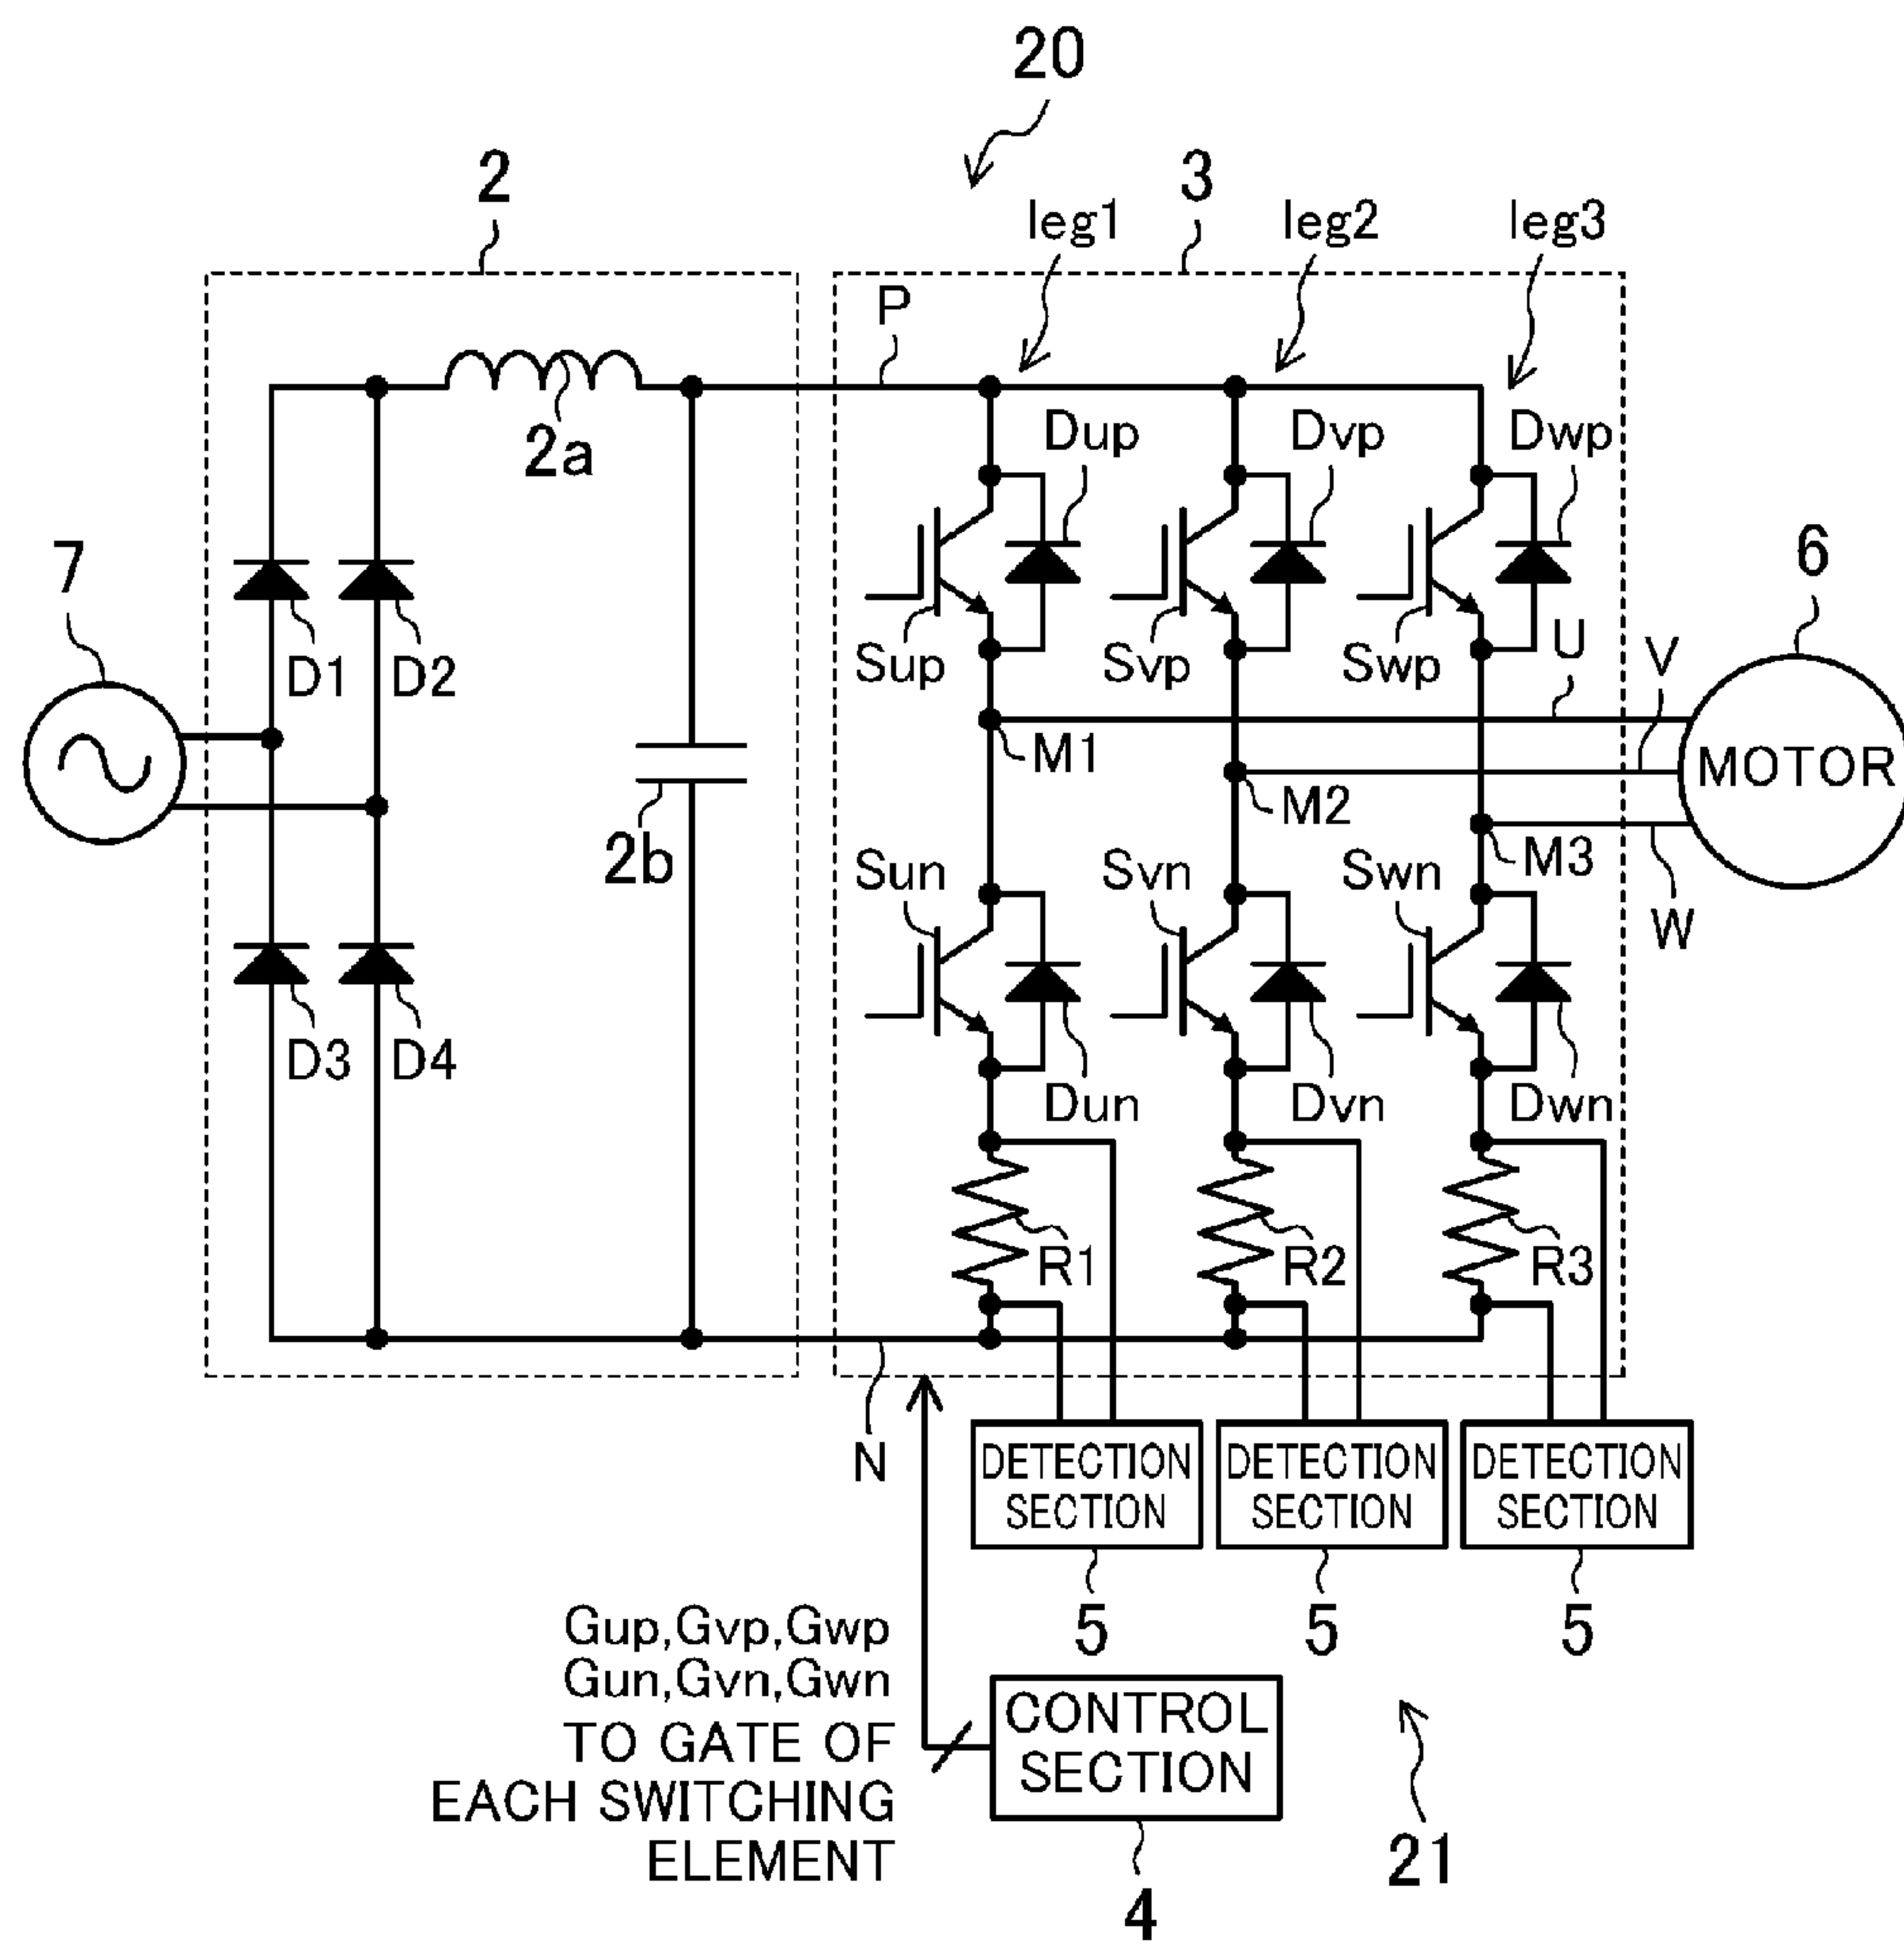 20
2
3
leg1
leg2
leg3
P
2a
Dup
Dvp
Dwp
7
6
D1
D2
Sup
Svp
Swp
U
V
M1
MOTOR
M2
2b
Sun
Svn
Swn
M3
W
D3
D4
Dun
Dvn
Dwn
R1
R2
R3
N
DETECTION
SECTION
DETECTION
SECTION
DETECTION
SECTION
5
5
5
Gup,Gvp,Gwp
Gun,Gvn,Gwn
TO GATE OF
EACH SWITCHING
ELEMENT
CONTROL
SECTION
21
4